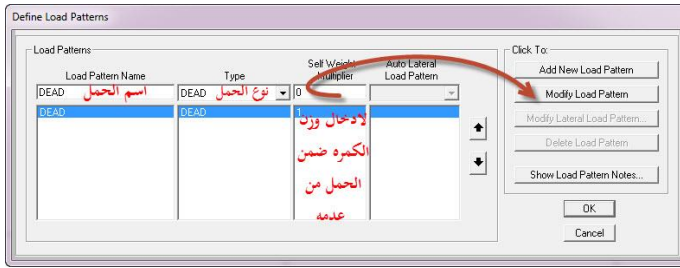 Define Load Patterns
Load Patterns
Click To:
Load Pattern Name
Type
Self Weight Multiplier
Auto Lateral Load Pattern
DEAD اسم الحمل
DEAD نوع الحمل
0
DEAD
DEAD
1
لادخال وزن
الكمره ضمن
الحمل من
عدمه
Add New Load Pattern
Modify Load Pattern
Modify Lateral Load Pattern...
Delete Load Pattern
Show Load Pattern Notes...
OK
Cancel